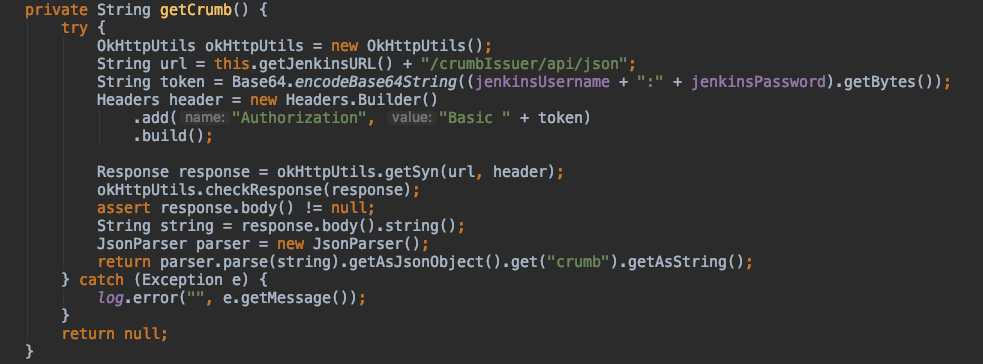 private String getCrumb() {
    try {
        OkHttpUtils okHttpUtils = new OkHttpUtils();
        String url = this.getJenkinsURL() + "/crumbIssuer/api/json";
        String token = Base64.encodeBase64String((jenkinsUsername + ":" + jenkinsPassword).getBytes());
        Headers header = new Headers.Builder()
            .add( name: "Authorization", value: "Basic " + token)
            .build();

        Response response = okHttpUtils.getSyn(url, header);
        okHttpUtils.checkResponse(response);
        assert response.body() != null;
        String string = response.body().string();
        JsonParser parser = new JsonParser();
        return parser.parse(string).getAsJsonObject().get("crumb").getAsString();
    } catch (Exception e) {
        log.error("", e.getMessage());
    }
    return null;
}